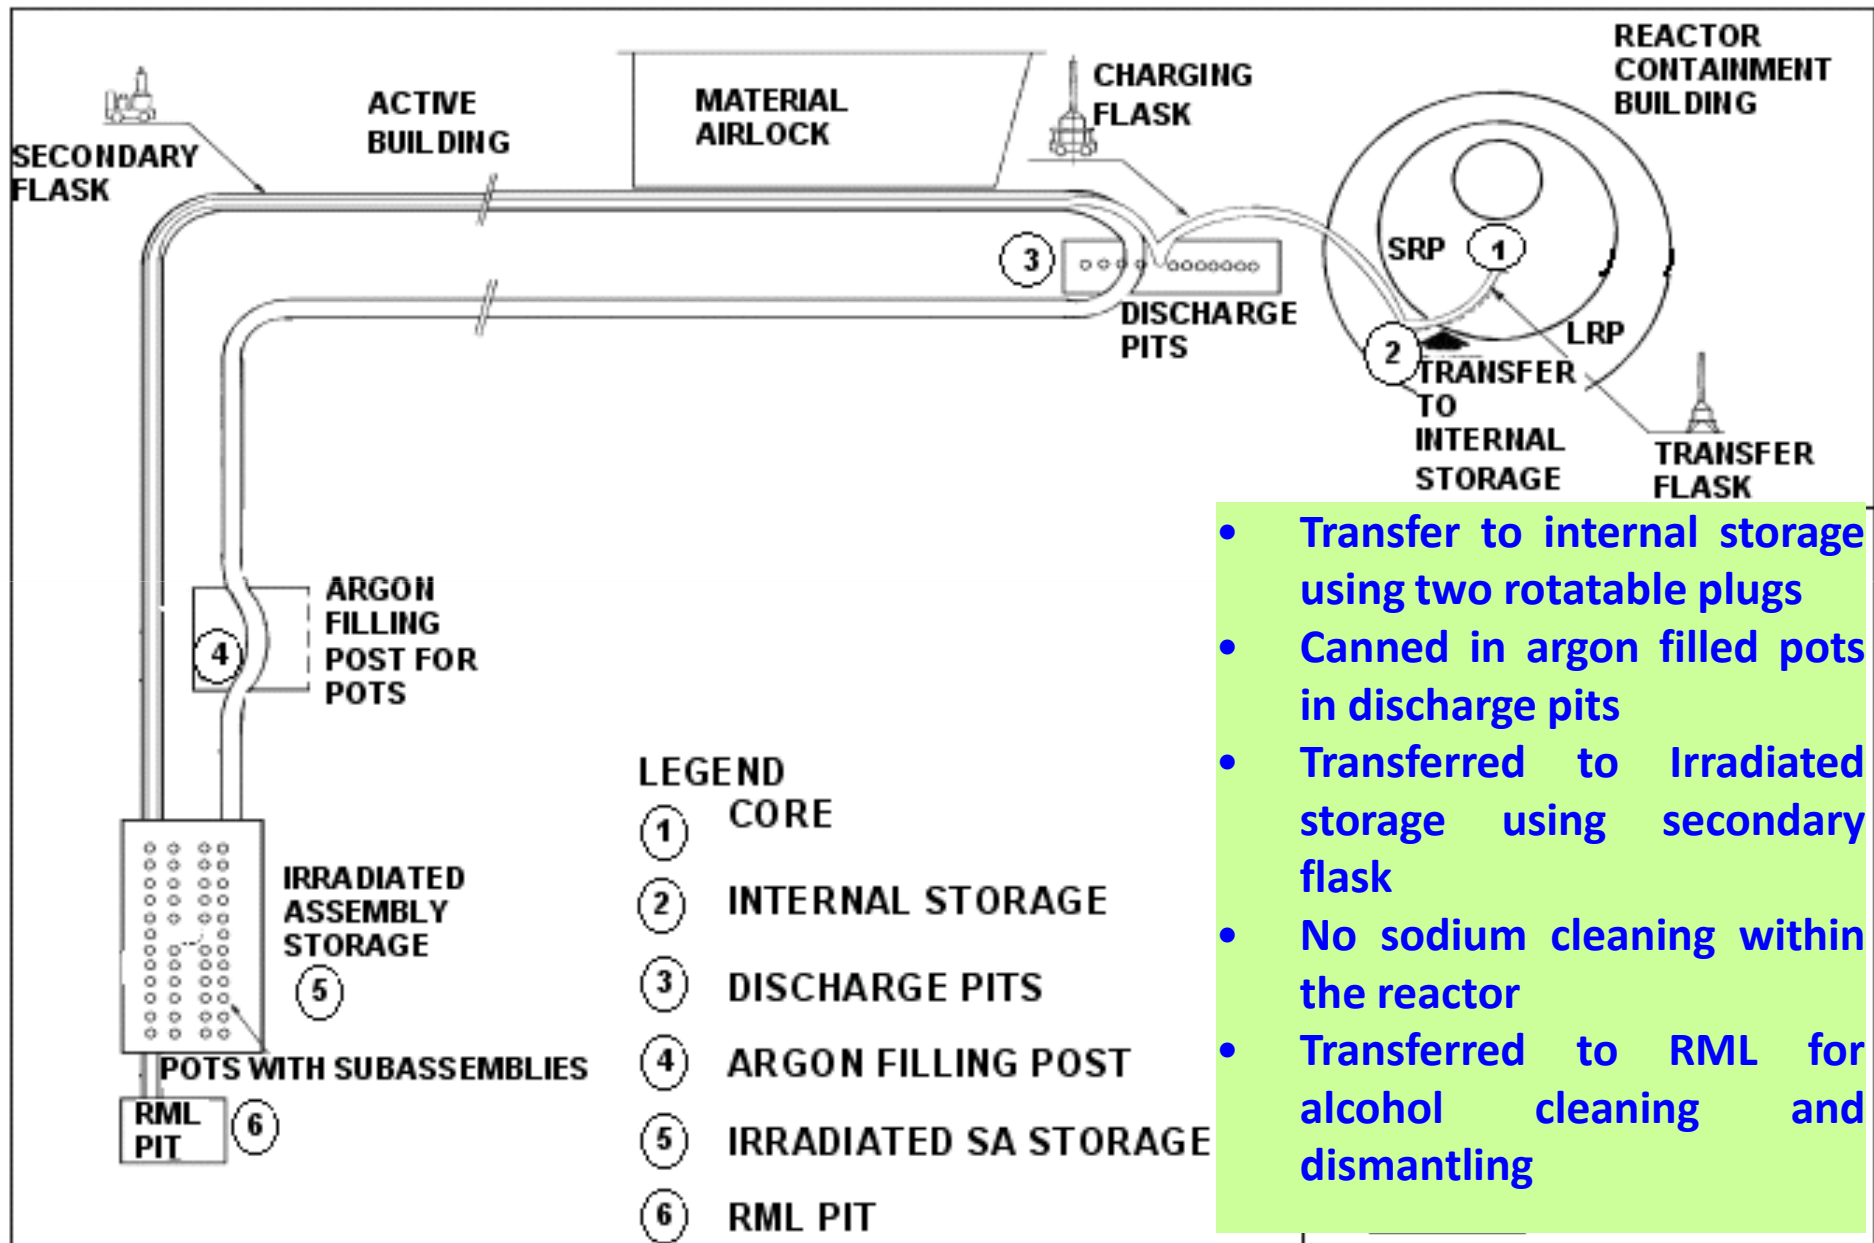 REACTOR
CONTAINMENT
BUILDING
CHARGING
FLASK
MATERIAL
AIRLOCK
ACTIVE
BUILDING
SECONDARY
FLASK
SRP
1
3
DISCHARGE
PITS
LRP
2
TRANSFER
TO
INTERNAL
STORAGE
TRANSFER
FLASK
ARGON
FILLING
POST FOR
POTS
4
IRRADIATED
ASSEMBLY
STORAGE
5
POTS WITH SUBASSEMBLIES
RML
PIT
6
LEGEND
1 CORE
2 INTERNAL STORAGE
3 DISCHARGE PITS
4 ARGON FILLING POST
5 IRRADIATED SA STORAGE
6 RML PIT
• Transfer to internal storage
using two rotatable plugs
• Canned in argon filled pots
in discharge pits
• Transferred to Irradiated
storage using secondary
flask
• No sodium cleaning within
the reactor
• Transferred to RML for
alcohol cleaning and
dismantling